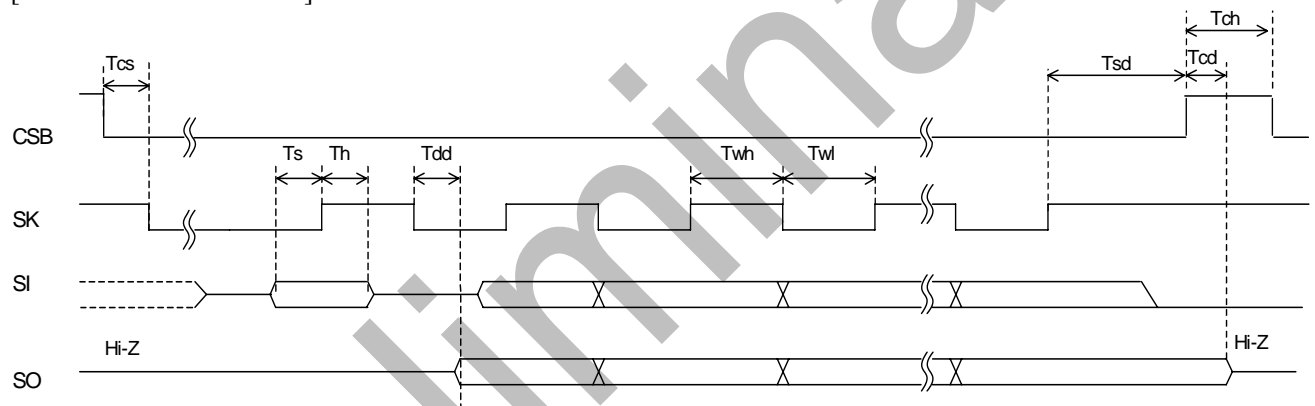 Tch
Tcs
Tsd
Tcd
CSB
Ts
Th
Tdd
Twh
Twl
SK
SI
Hi-Z
Hi-Z
SO